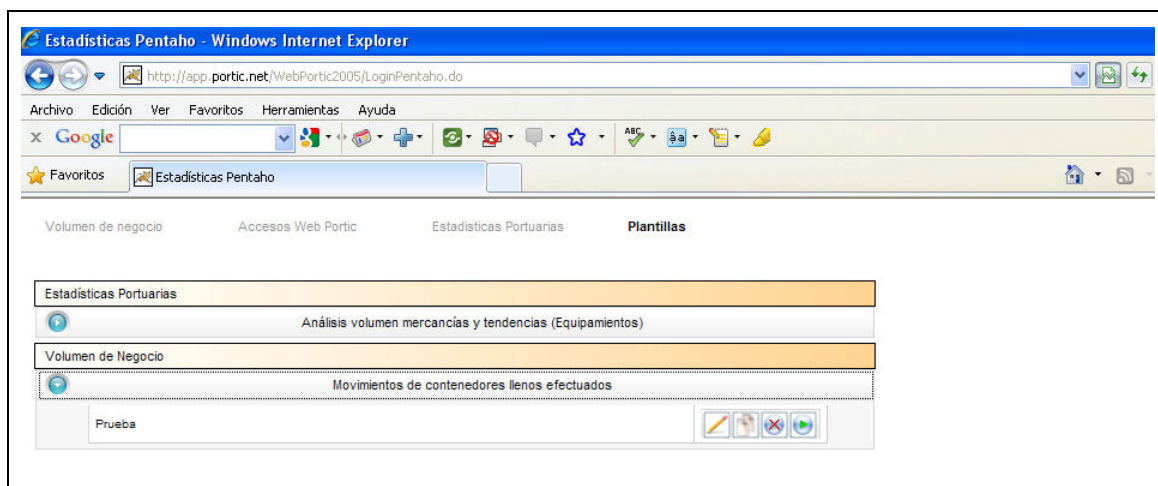 Estadísticas Pentaho - Windows Internet Explorer
http://app.portic.net/WebPortic2005/LoginPentaho.do
Archivo Edición Ver Favoritos Herramientas Ayuda
x Google ABC âa
Favoritos Estadísticas Pentaho
Volumen de negocio Accesos Web Portic Estadisticas Portuarias Plantillas
Estadísticas Portuarias
Análisis volumen mercancías y tendencias (Equipamientos)
Volumen de Negocio
Movimientos de contenedores llenos efectuados
Prueba